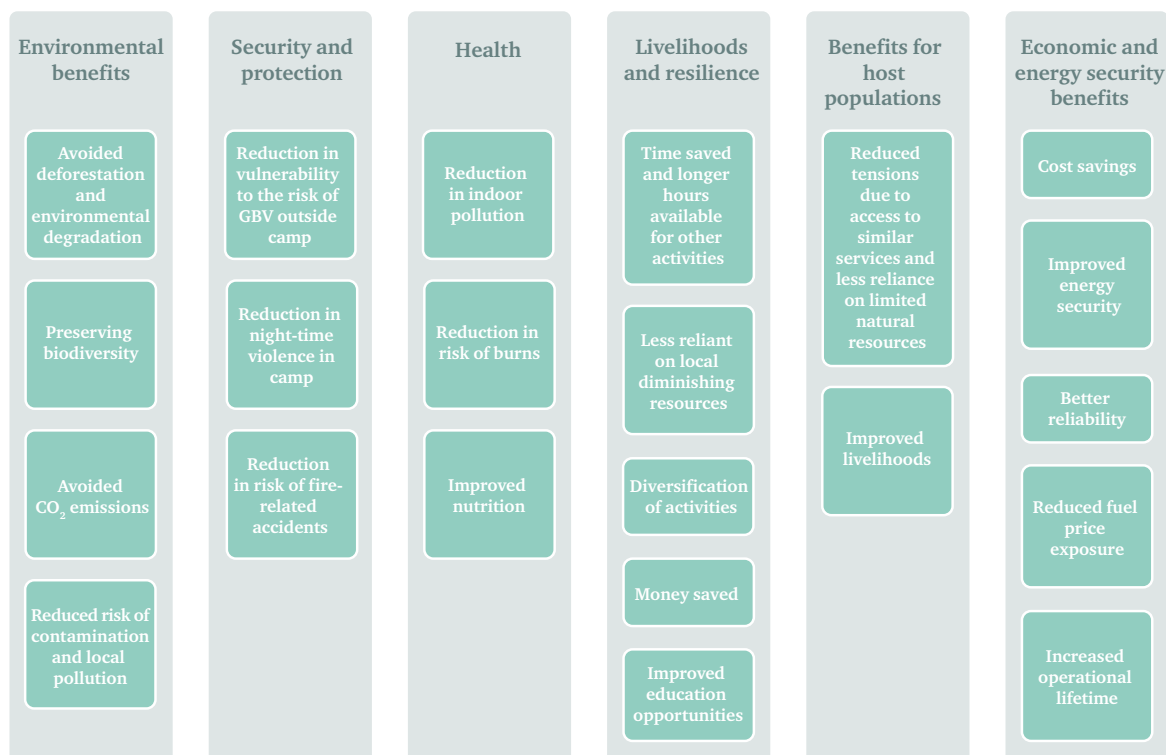 Environmental
benefits
Avoided
deforestation
and
environmental
degradation
Preserving
biodiversity
Avoided
CO₂ emissions
Reduced risk of
contamination
and local
pollution
Security and
protection
Reduction in
vulnerability
to the risk of
GBV outside
camp
Reduction in
night-time
violence in
camp
Reduction
in risk of fire-
related
accidents
Health
Reduction
in indoor
pollution
Reduction in
risk of burns
Improved
nutrition
Livelihoods
and resilience
Time saved
and longer
hours
available
for other
activities
Less reliant
on local
diminishing
resources
Diversification
of activities
Money saved
Improved
education
opportunities
Benefits for
host
populations
Reduced
tensions
due to
access to
similar
services and
less reliance
on limited
natural
resources
Improved
livelihoods
Economic and
energy security
benefits
Cost savings
Improved
energy
security
Better
reliability
Reduced fuel
price
exposure
Increased
operational
lifetime